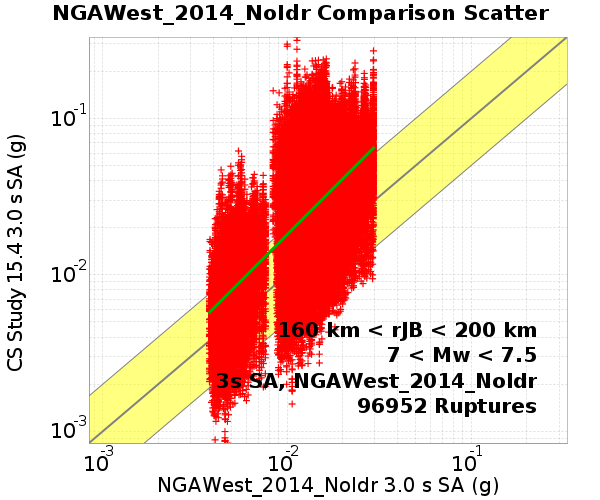 NGAWest_2014_NoIdr Comparison Scatter
CS Study 15.4 3.0 s SA (g)
10-1
10-2
10-3
160 km < rJB < 200 km
7 < Mw < 7.5
3s SA, NGAWest_2014_NoIdr
96952 Ruptures
10-3 10-2 10-1
NGAWest_2014_NoIdr 3.0 s SA (g)